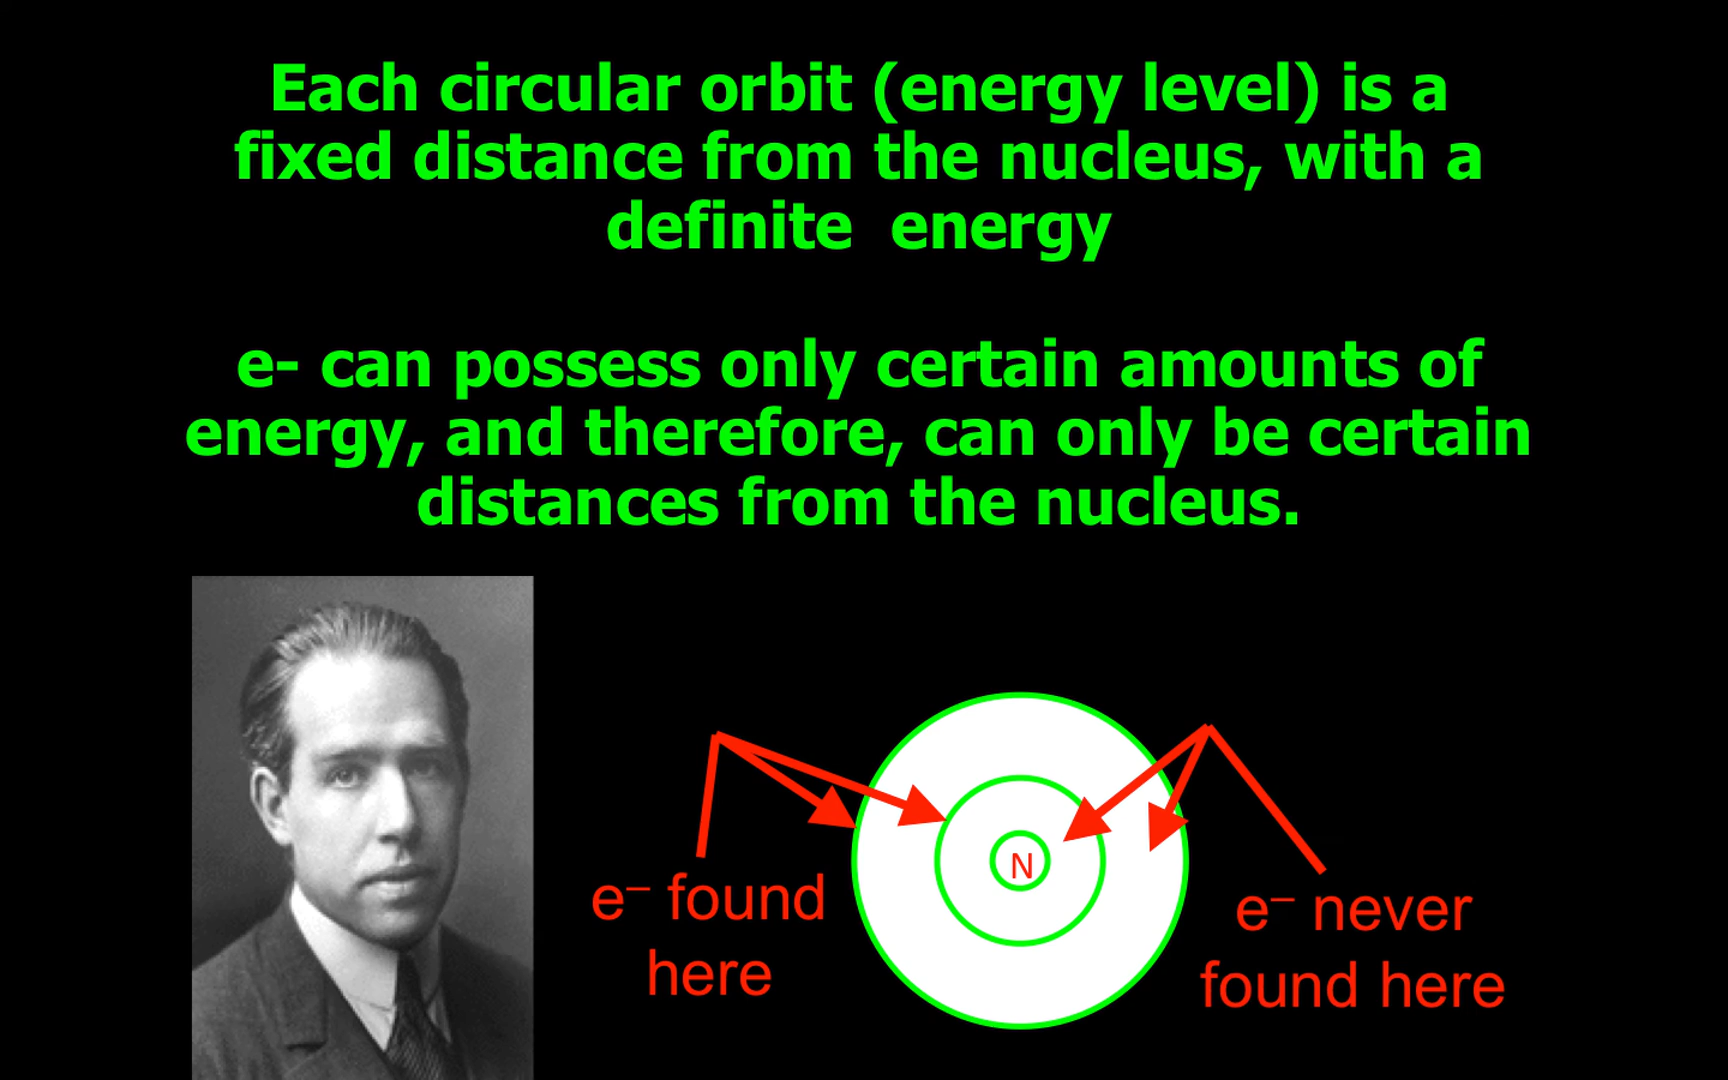 Each circular orbit (energy level) is a
fixed distance from the nucleus, with a
definite  energy
e- can possess only certain amounts of
energy, and therefore, can only be certain
distances from the nucleus.
N
e– found
here
e– never
found here